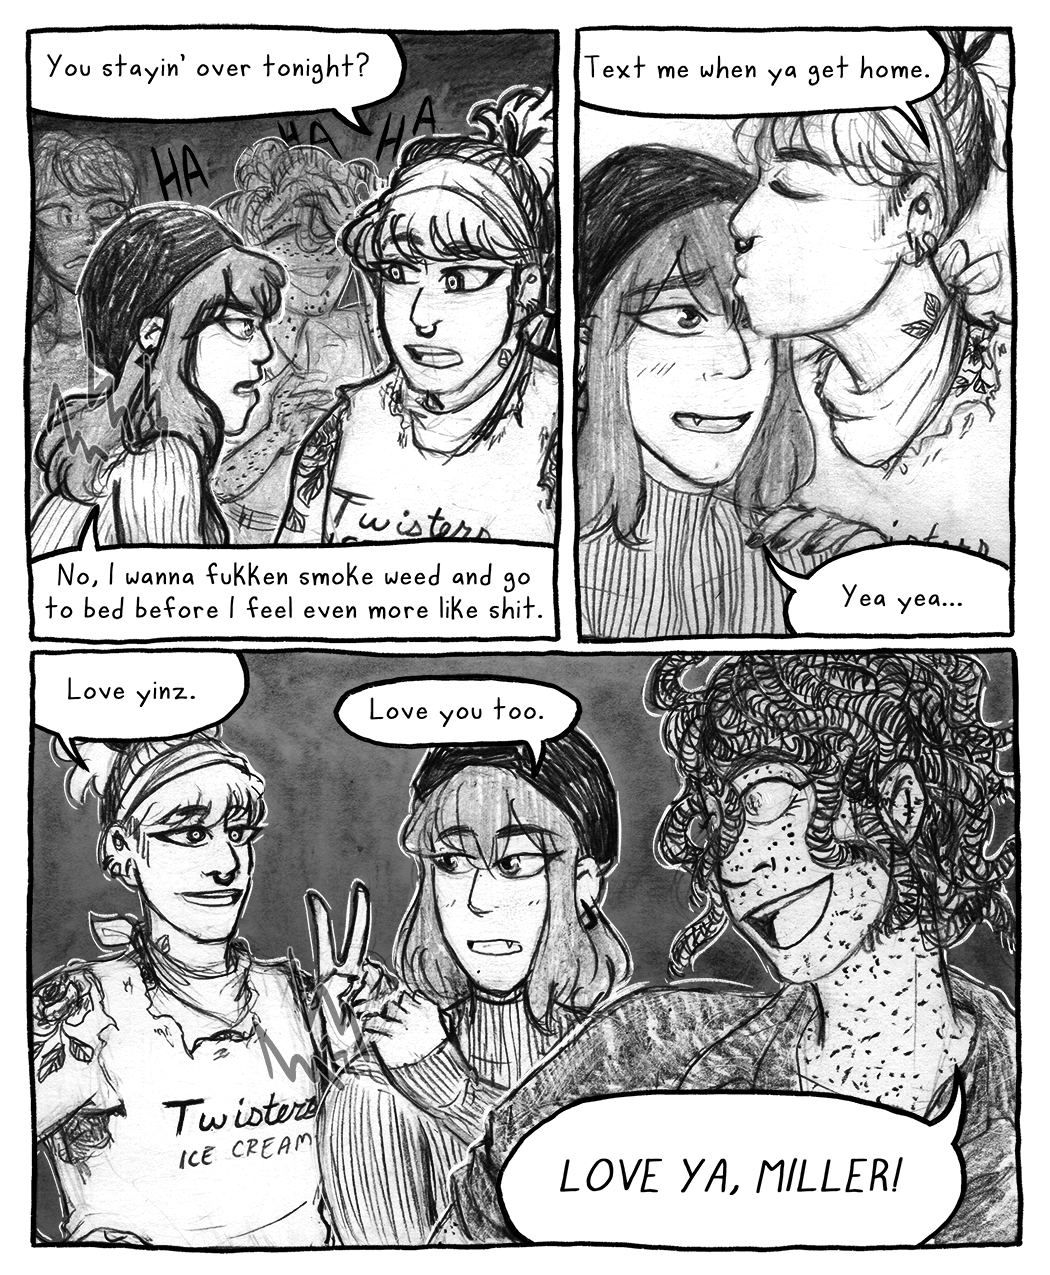 You stayin' over tonight?
HA HA HA
Twisters
No, I wanna fukken smoke weed and go
to bed before I feel even more like shit.
Text me when ya get home.
Yea yea...
Love yinz.
Love you too.
Twisters
ICE CREAM
LOVE YA, MILLER!